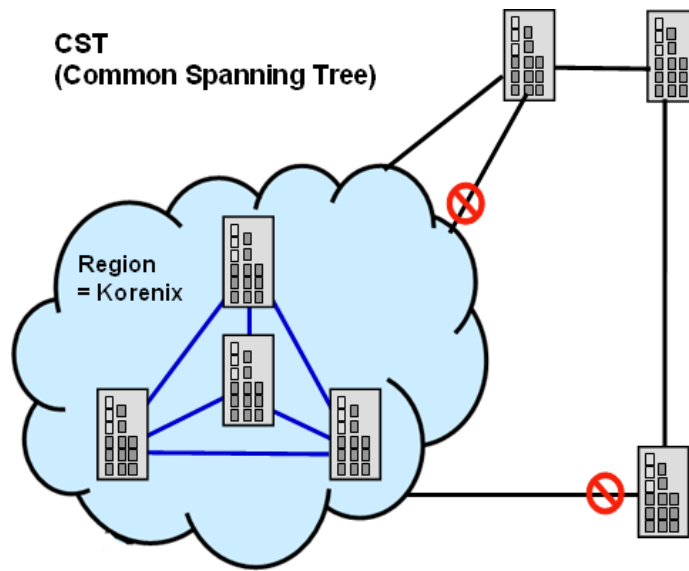 CST
(Common Spanning Tree)
Region
= Korenix